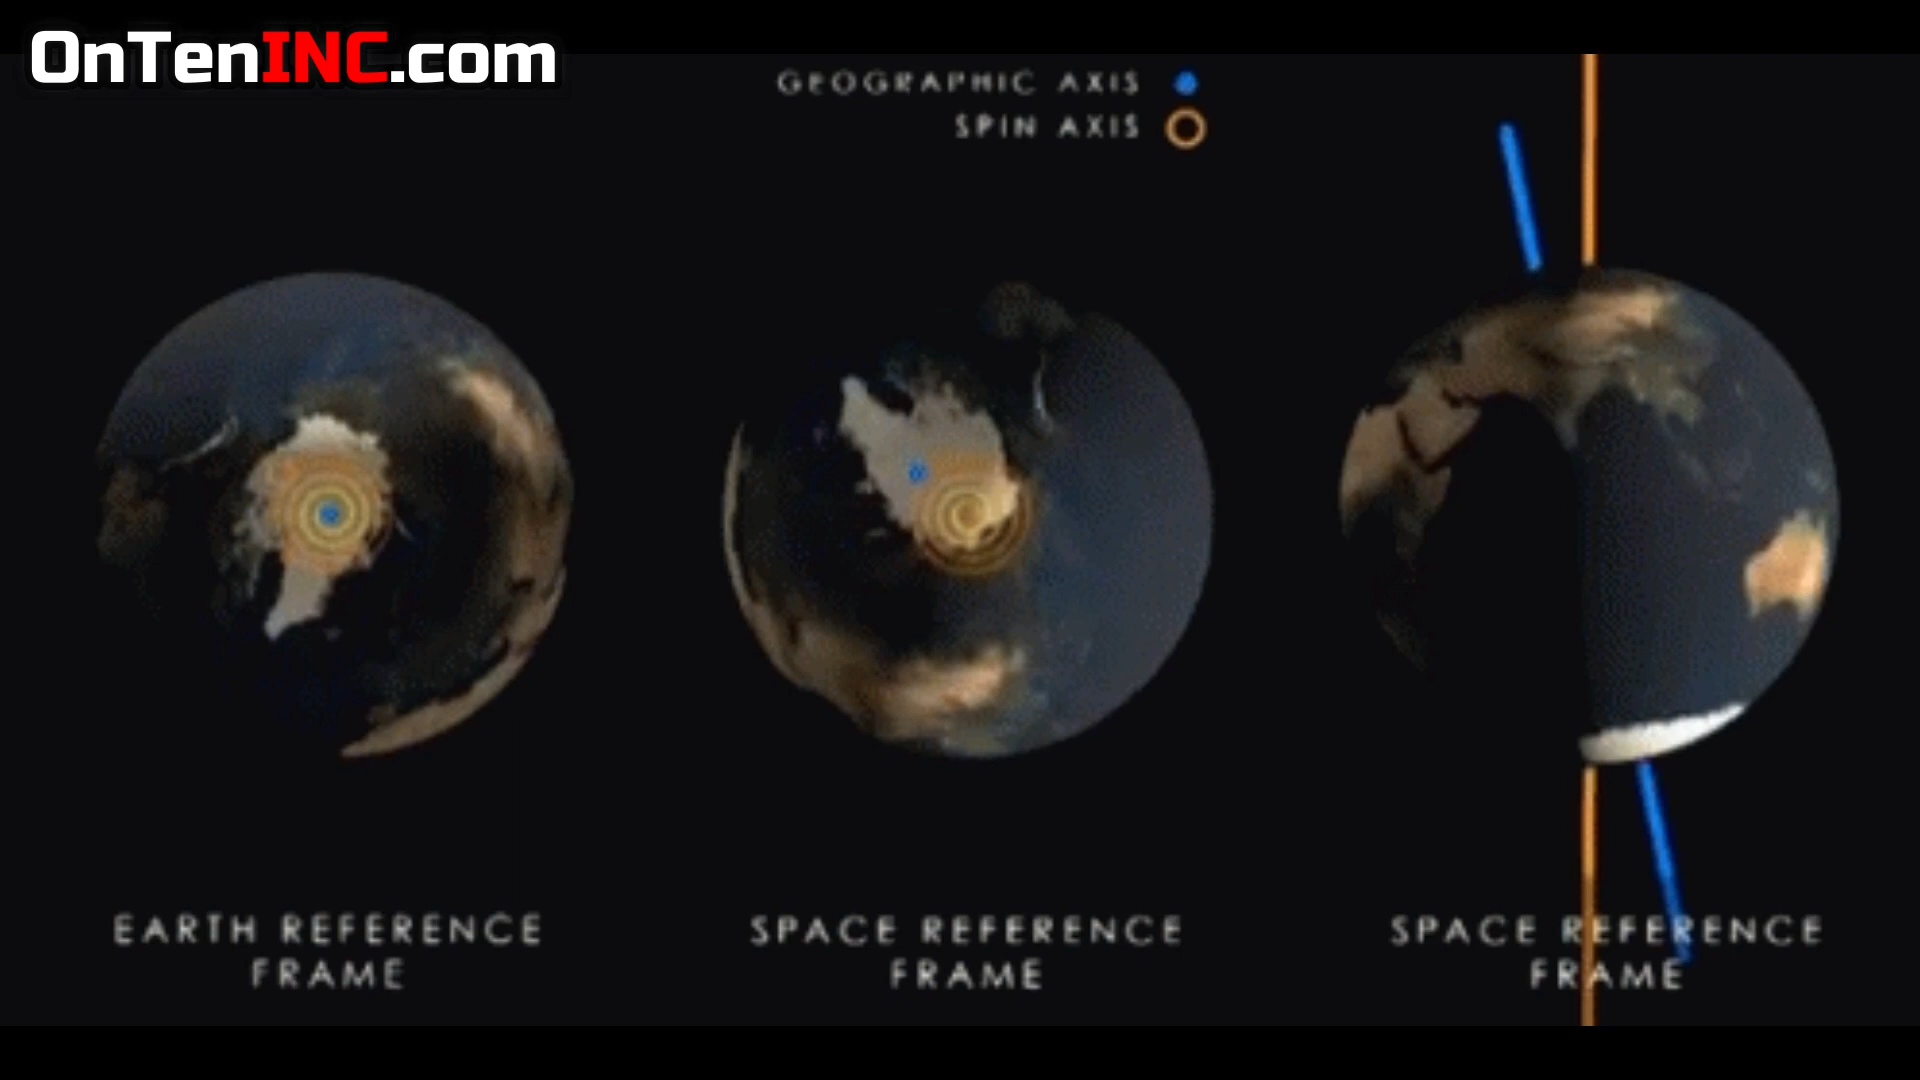 OnTenINC.com
GEOGRAPHIC AXIS
SPIN AXIS
EARTH REFERENCE
FRAME
SPACE REFERENCE
FRAME
SPACE REFERENCE
FRAME